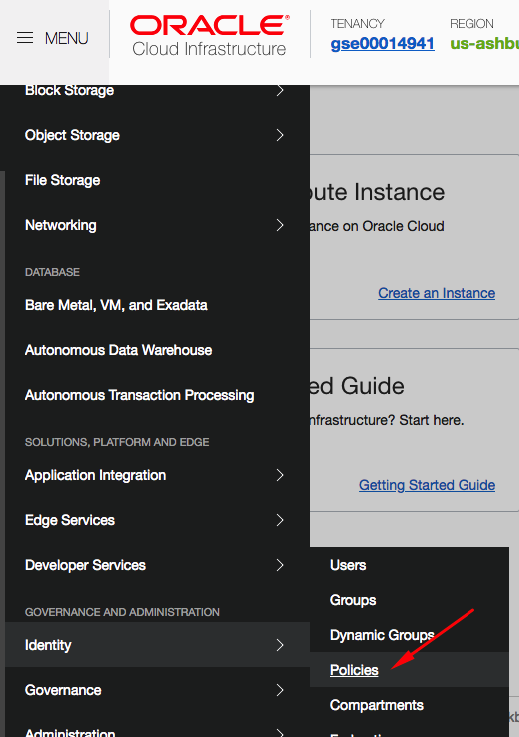 MENU
ORACLE®
Cloud Infrastructure
TENANCY
gse00014941
REGION
us-ashbu
Block Storage
Object Storage
File Storage
Networking
DATABASE
Bare Metal, VM, and Exadata
Autonomous Data Warehouse
Autonomous Transaction Processing
SOLUTIONS, PLATFORM AND EDGE
Application Integration
Edge Services
Developer Services
GOVERNANCE AND ADMINISTRATION
Identity
Governance
Administration
Users
Groups
Dynamic Groups
Policies
Compartments
Instance
ance on Oracle Cloud
Create an Instance
ed Guide
nfrastructure? Start here.
Getting Started Guide